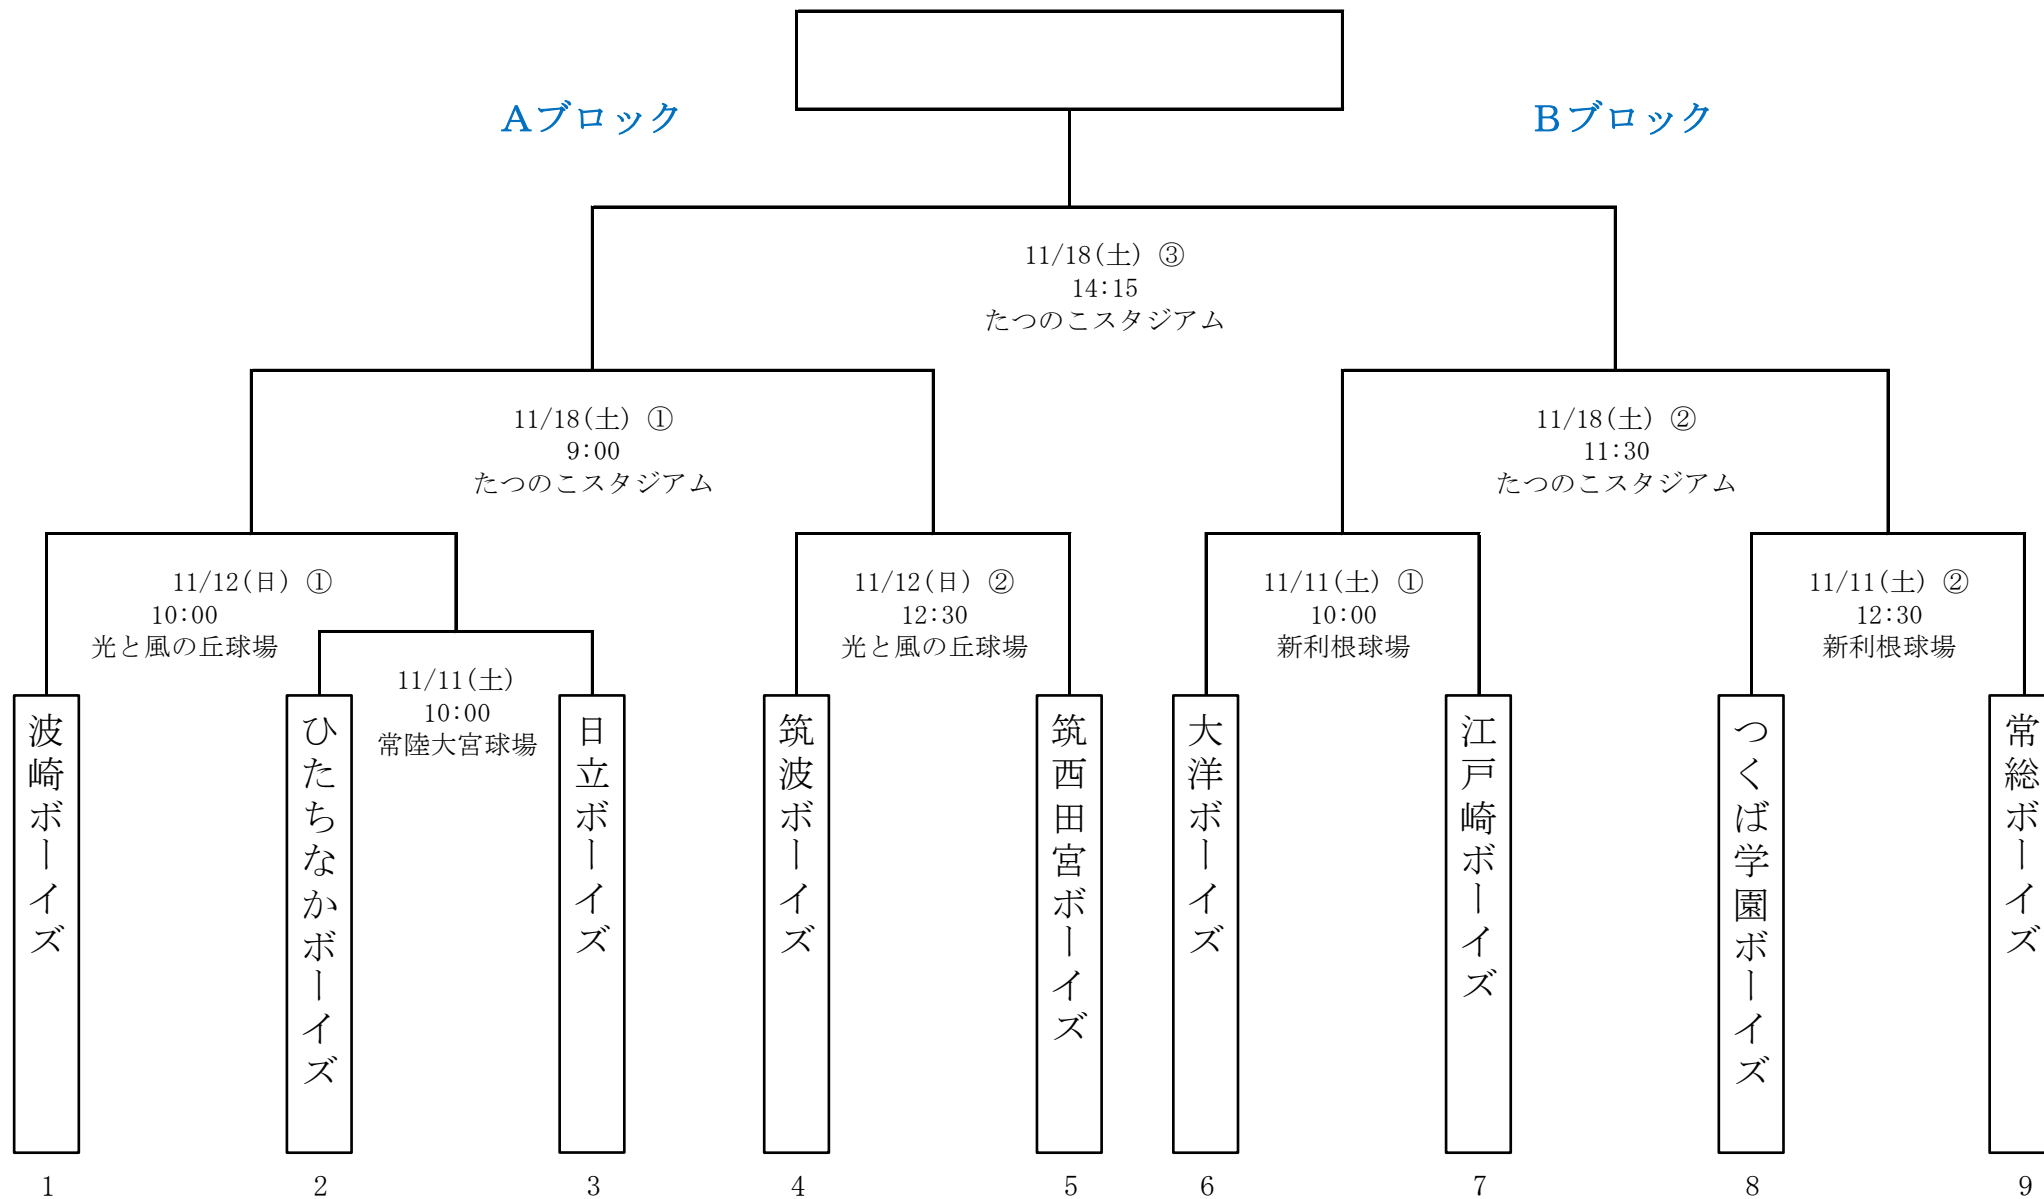 Aブロック
Bブロック
11/18(土) ③
14:15
たつのこスタジアム
11/18(土) ①
9:00
たつのこスタジアム
11/18(土) ②
11:30
たつのこスタジアム
11/12(日) ①
10:00
光と風の丘球場
11/12(日) ②
12:30
光と風の丘球場
11/11(土) ①
10:00
新利根球場
11/11(土) ②
12:30
新利根球場
11/11(土)
10:00
常陸大宮球場
波崎ボーイズ
ひたちなかボーイズ
日立ボーイズ
筑波ボーイズ
筑西田宮ボーイズ
大洋ボーイズ
江戸崎ボーイズ
つくば学園ボーイズ
常総ボーイズ
1
2
3
4
5
6
7
8
9